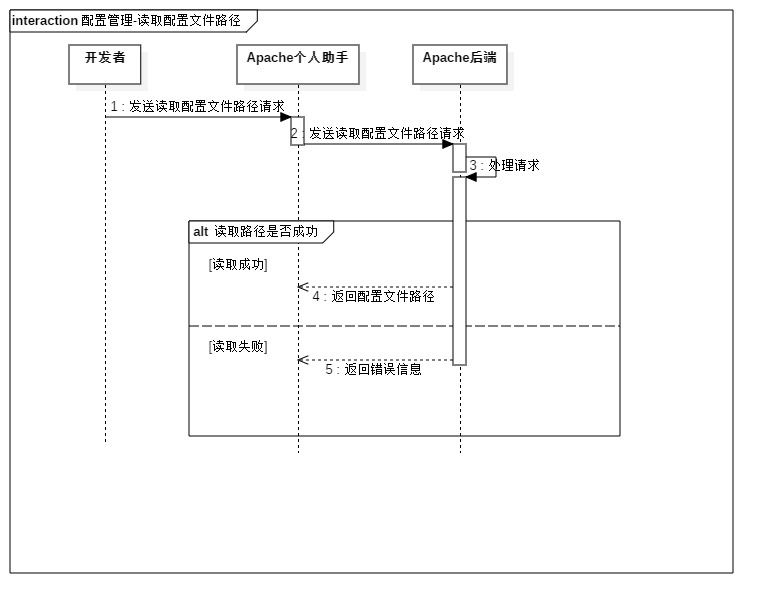 interaction 配置管理-读取配置文件路径
开发者
Apache个人助手
Apache后端
1 : 发送读取配置文件路径请求
2 : 发送读取配置文件路径请求
3 : 处理请求
alt 读取路径是否成功
[读取成功]
4 : 返回配置文件路径
[读取失败]
5 : 返回错误信息